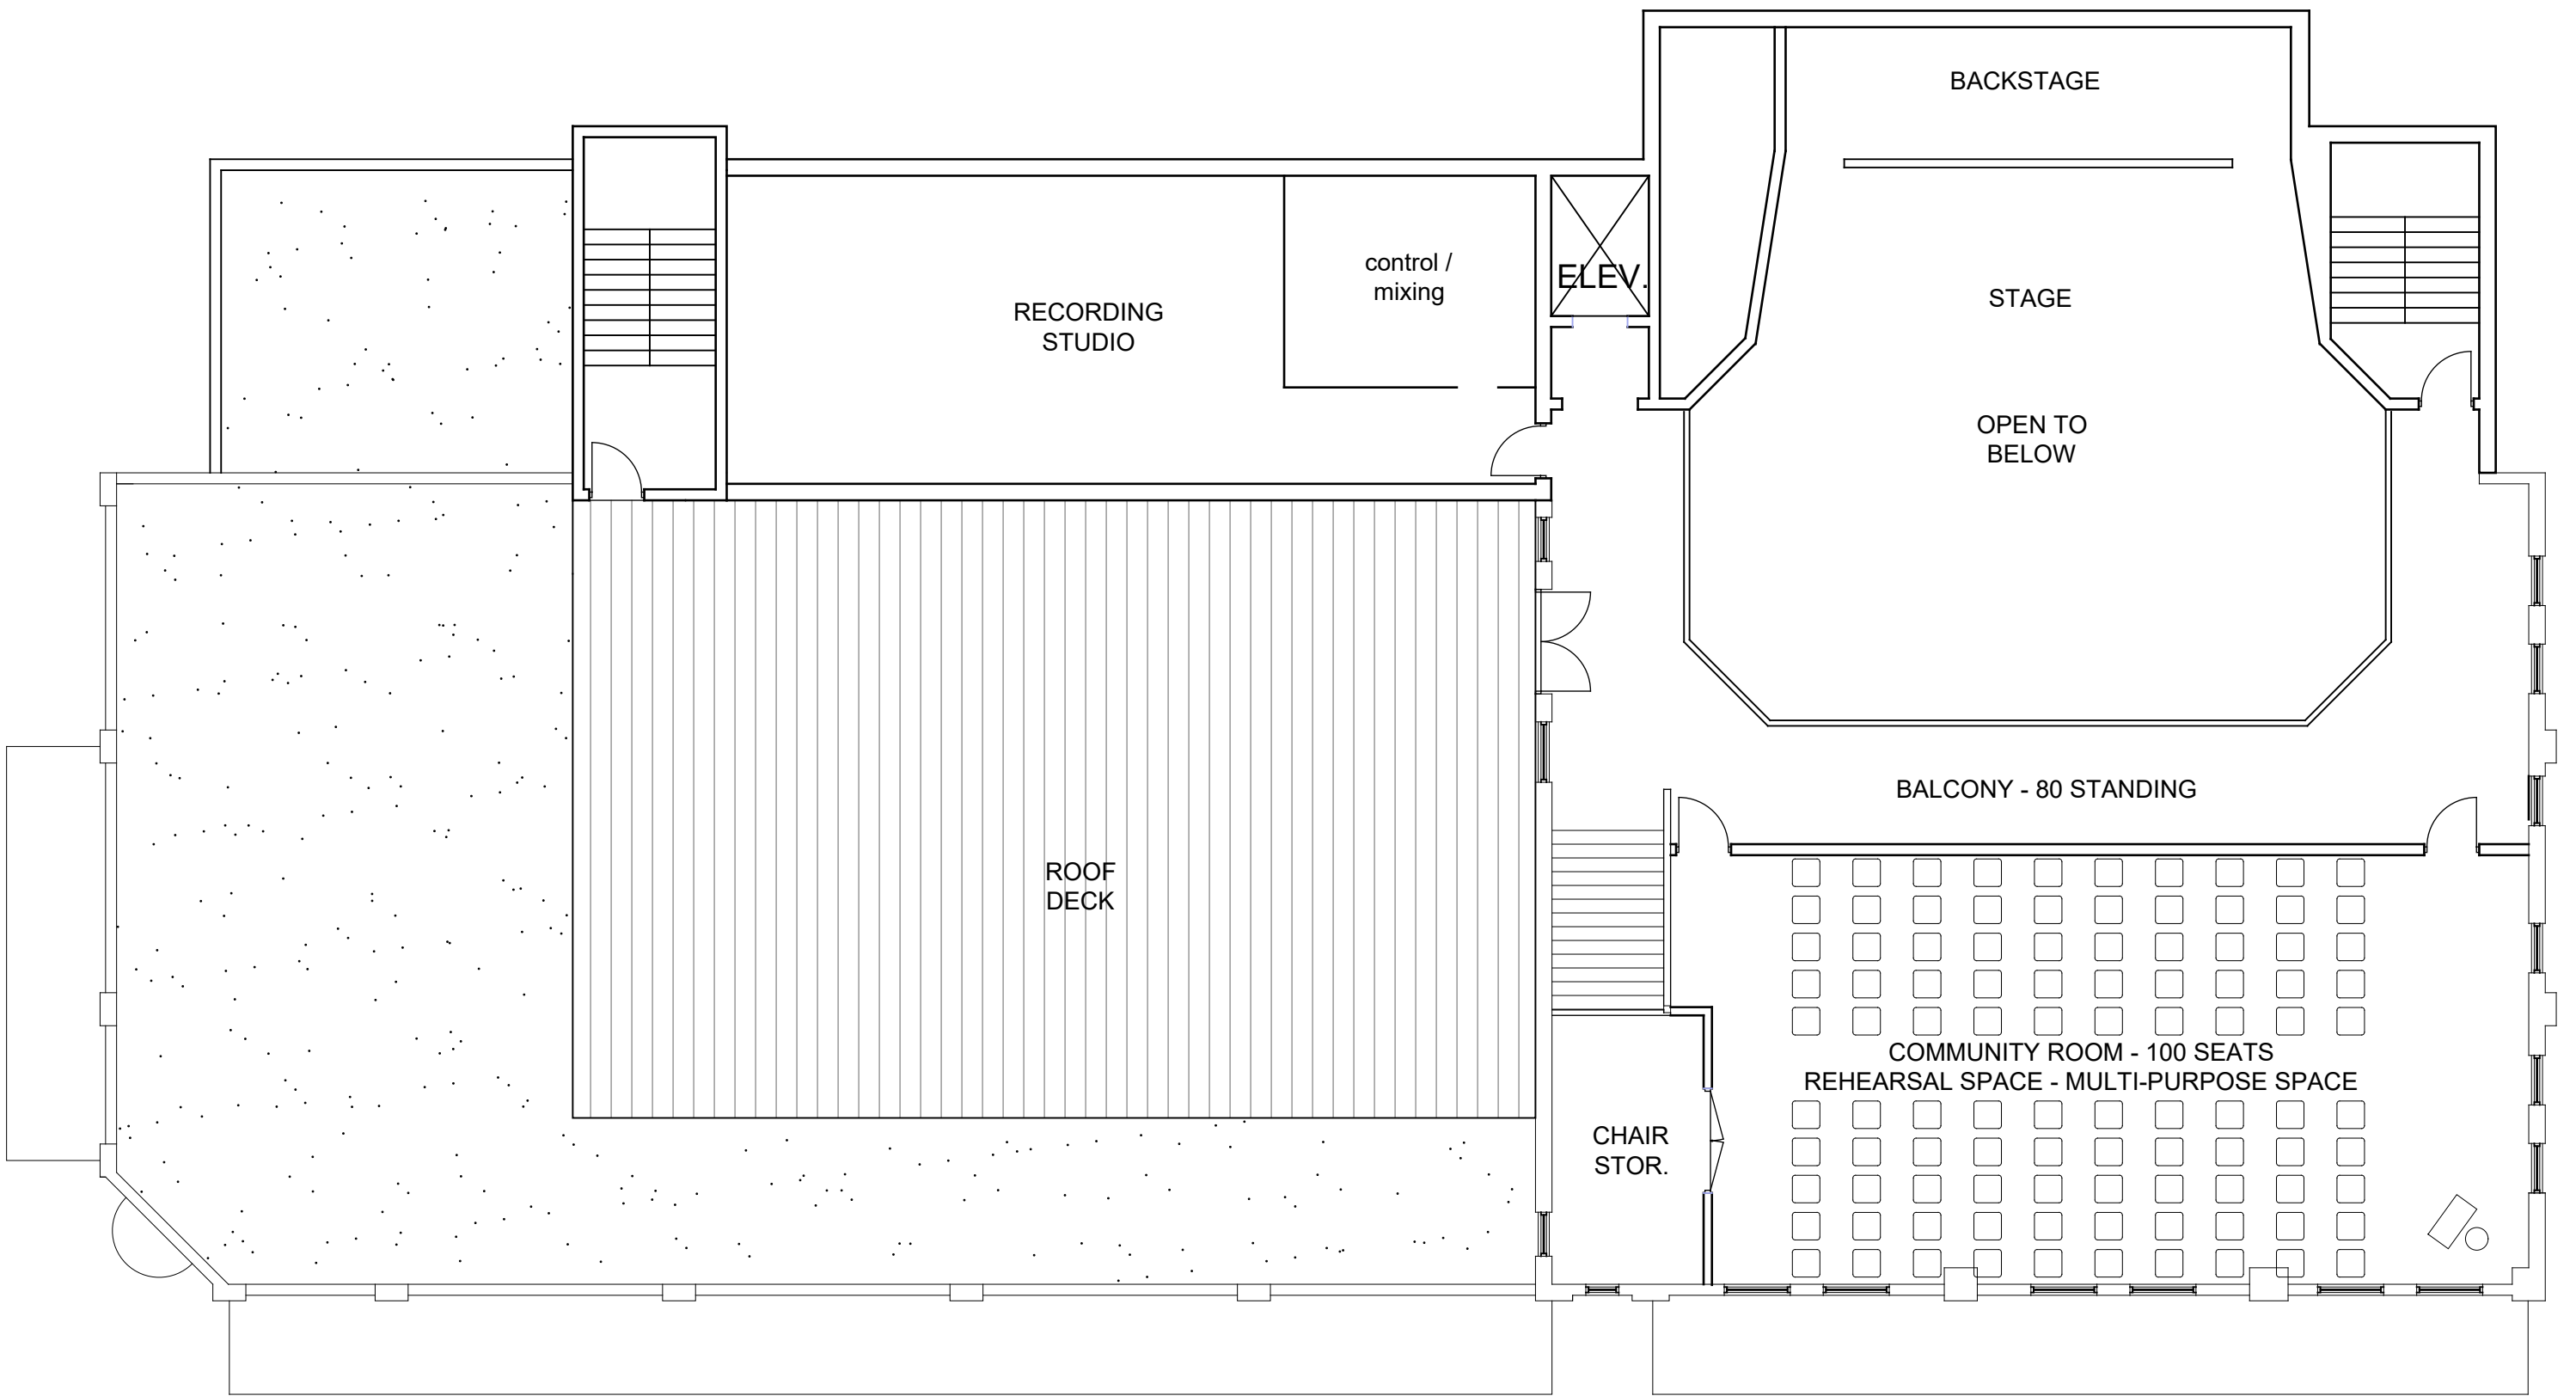 BACKSTAGE
control /
mixing
ELEV.
RECORDING
STUDIO
STAGE
OPEN TO
BELOW
BALCONY - 80 STANDING
ROOF
DECK
COMMUNITY ROOM - 100 SEATS
REHEARSAL SPACE - MULTI-PURPOSE SPACE
CHAIR
STOR.